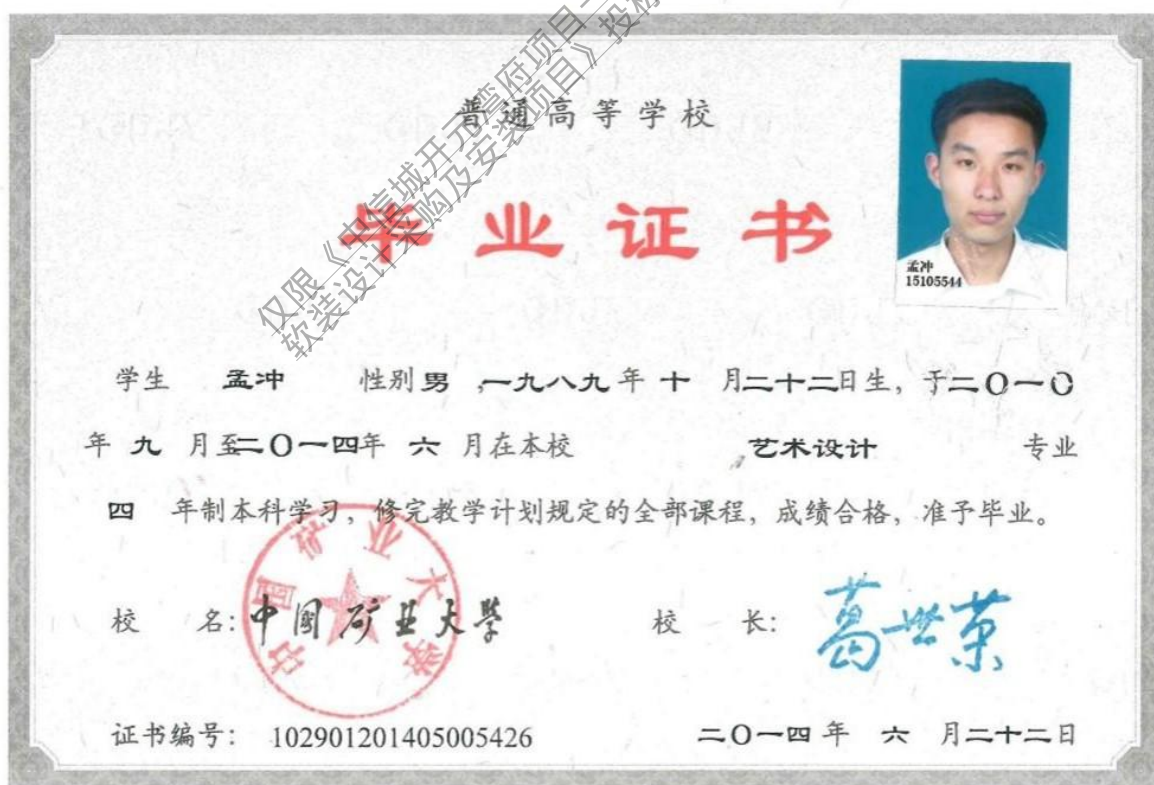 普通高等学校
毕业证书
孟冲
15105544
仅限《中信城开元湾府项目
软装设计采购及安装项目》投标
学生 孟冲 性别男 ,一九八九年 十 月二十二日生, 于二〇一〇
年 九 月至二〇一四年 六 月在本校 艺术设计 专业
四 年制本科学习, 修完教学计划规定的全部课程, 成绩合格, 准予毕业。
校 名: 中国矿业大学 校 长: 葛世荣
中国矿业大学
证书编号: 102901201405005426 二〇一四年 六 月二十二日